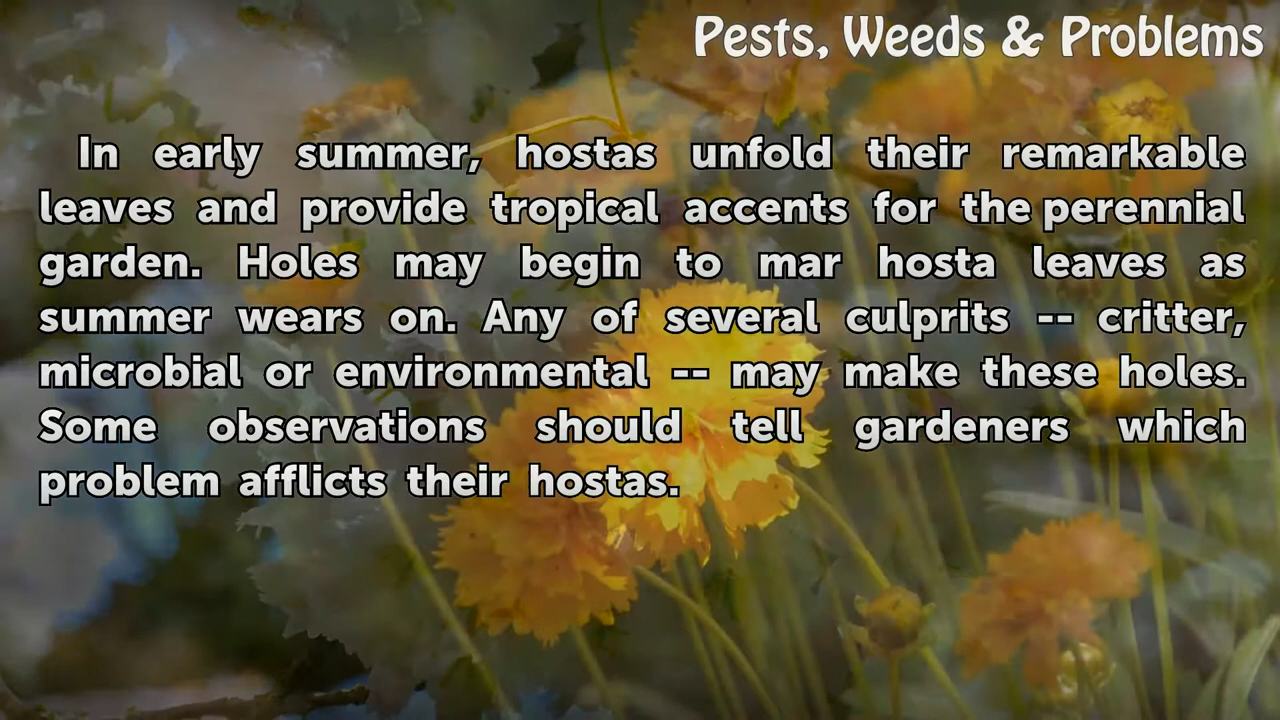 Pests, Weeds & Problems
In early summer, hostas unfold their remarkable
leaves and provide tropical accents for the perennial
garden. Holes may begin to mar hosta leaves as
summer wears on. Any of several culprits -- critter,
microbial or environmental -- may make these holes.
Some observations should tell gardeners which
problem afflicts their hostas.